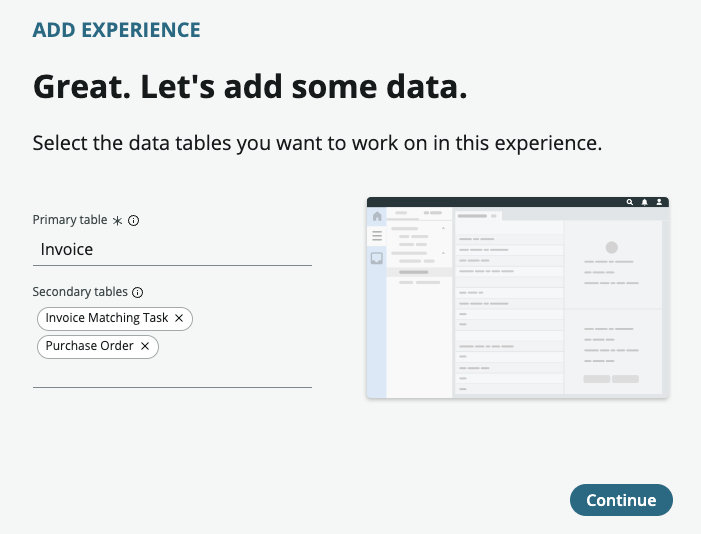 ADD EXPERIENCE
Great. Let's add some data.
Select the data tables you want to work on in this experience.
Primary table *
Invoice
Secondary tables
Invoice Matching Task ×
Purchase Order ×
Continue